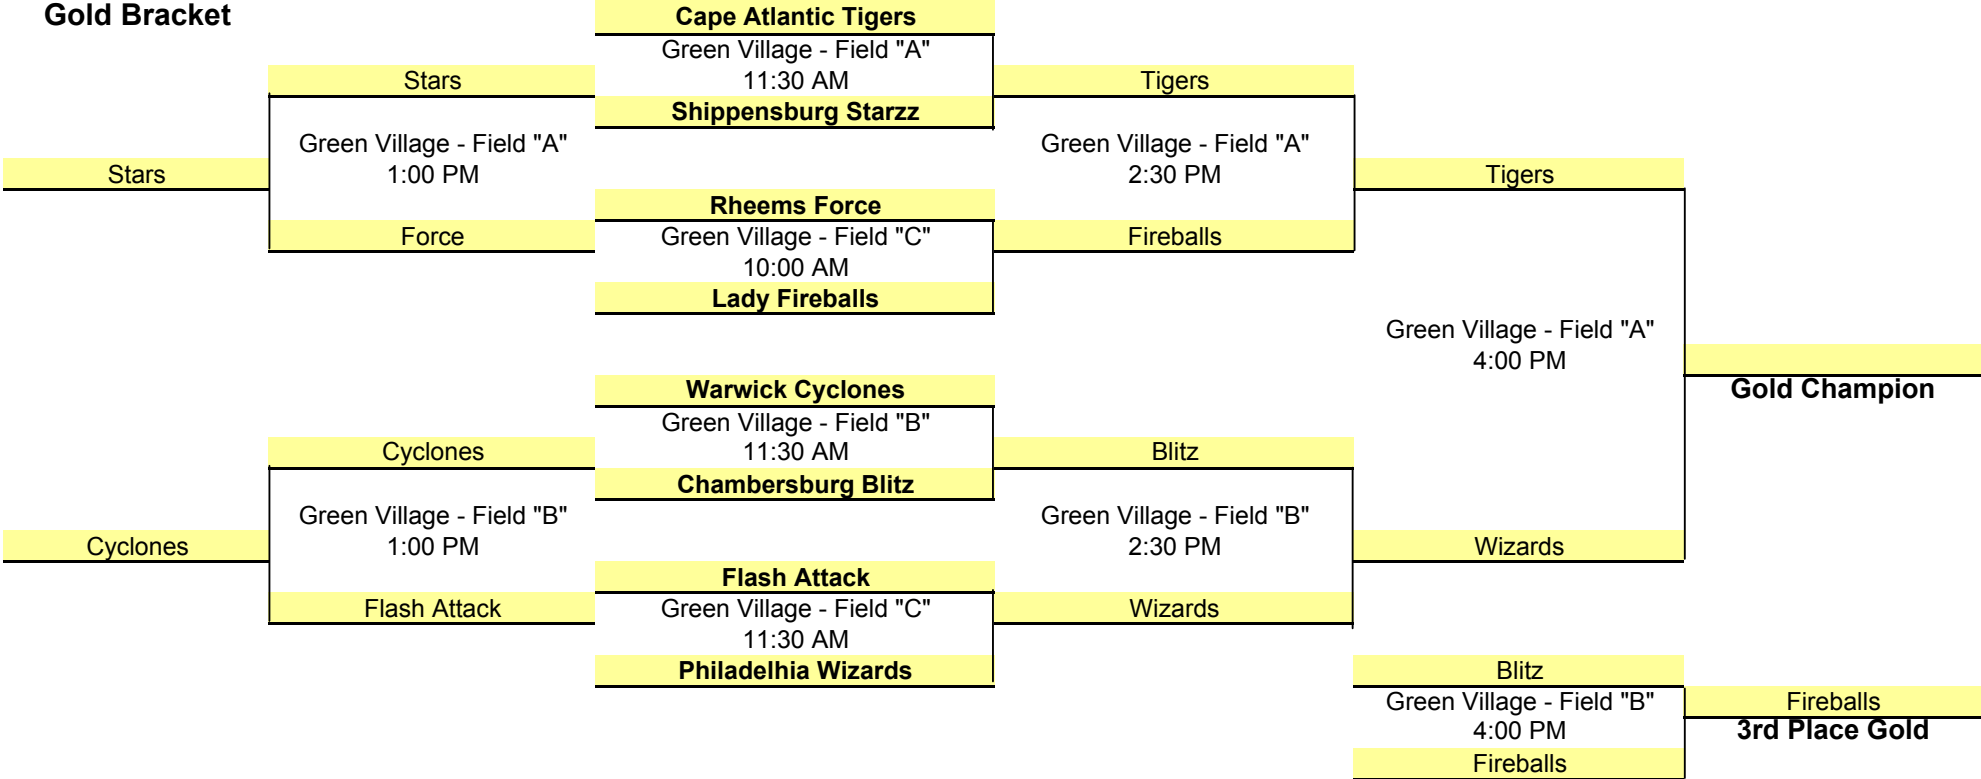 Gold Bracket
Cape Atlantic Tigers
Green Village - Field "A"
Stars
11:30 AM
Tigers
Shippensburg Starzz
Green Village - Field "A"
Green Village - Field "A"
Stars
1:00 PM
2:30 PM
Tigers
Rheems Force
Force
Green Village - Field "C"
Fireballs
10:00 AM
Lady Fireballs
Green Village - Field "A"
4:00 PM
Warwick Cyclones
Gold Champion
Green Village - Field "B"
Cyclones
11:30 AM
Blitz
Chambersburg Blitz
Green Village - Field "B"
Green Village - Field "B"
Cyclones
1:00 PM
2:30 PM
Wizards
Flash Attack
Flash Attack
Green Village - Field "C"
Wizards
11:30 AM
Philadelhia Wizards
Blitz
Green Village - Field "B"
Fireballs
4:00 PM
3rd Place Gold
Fireballs